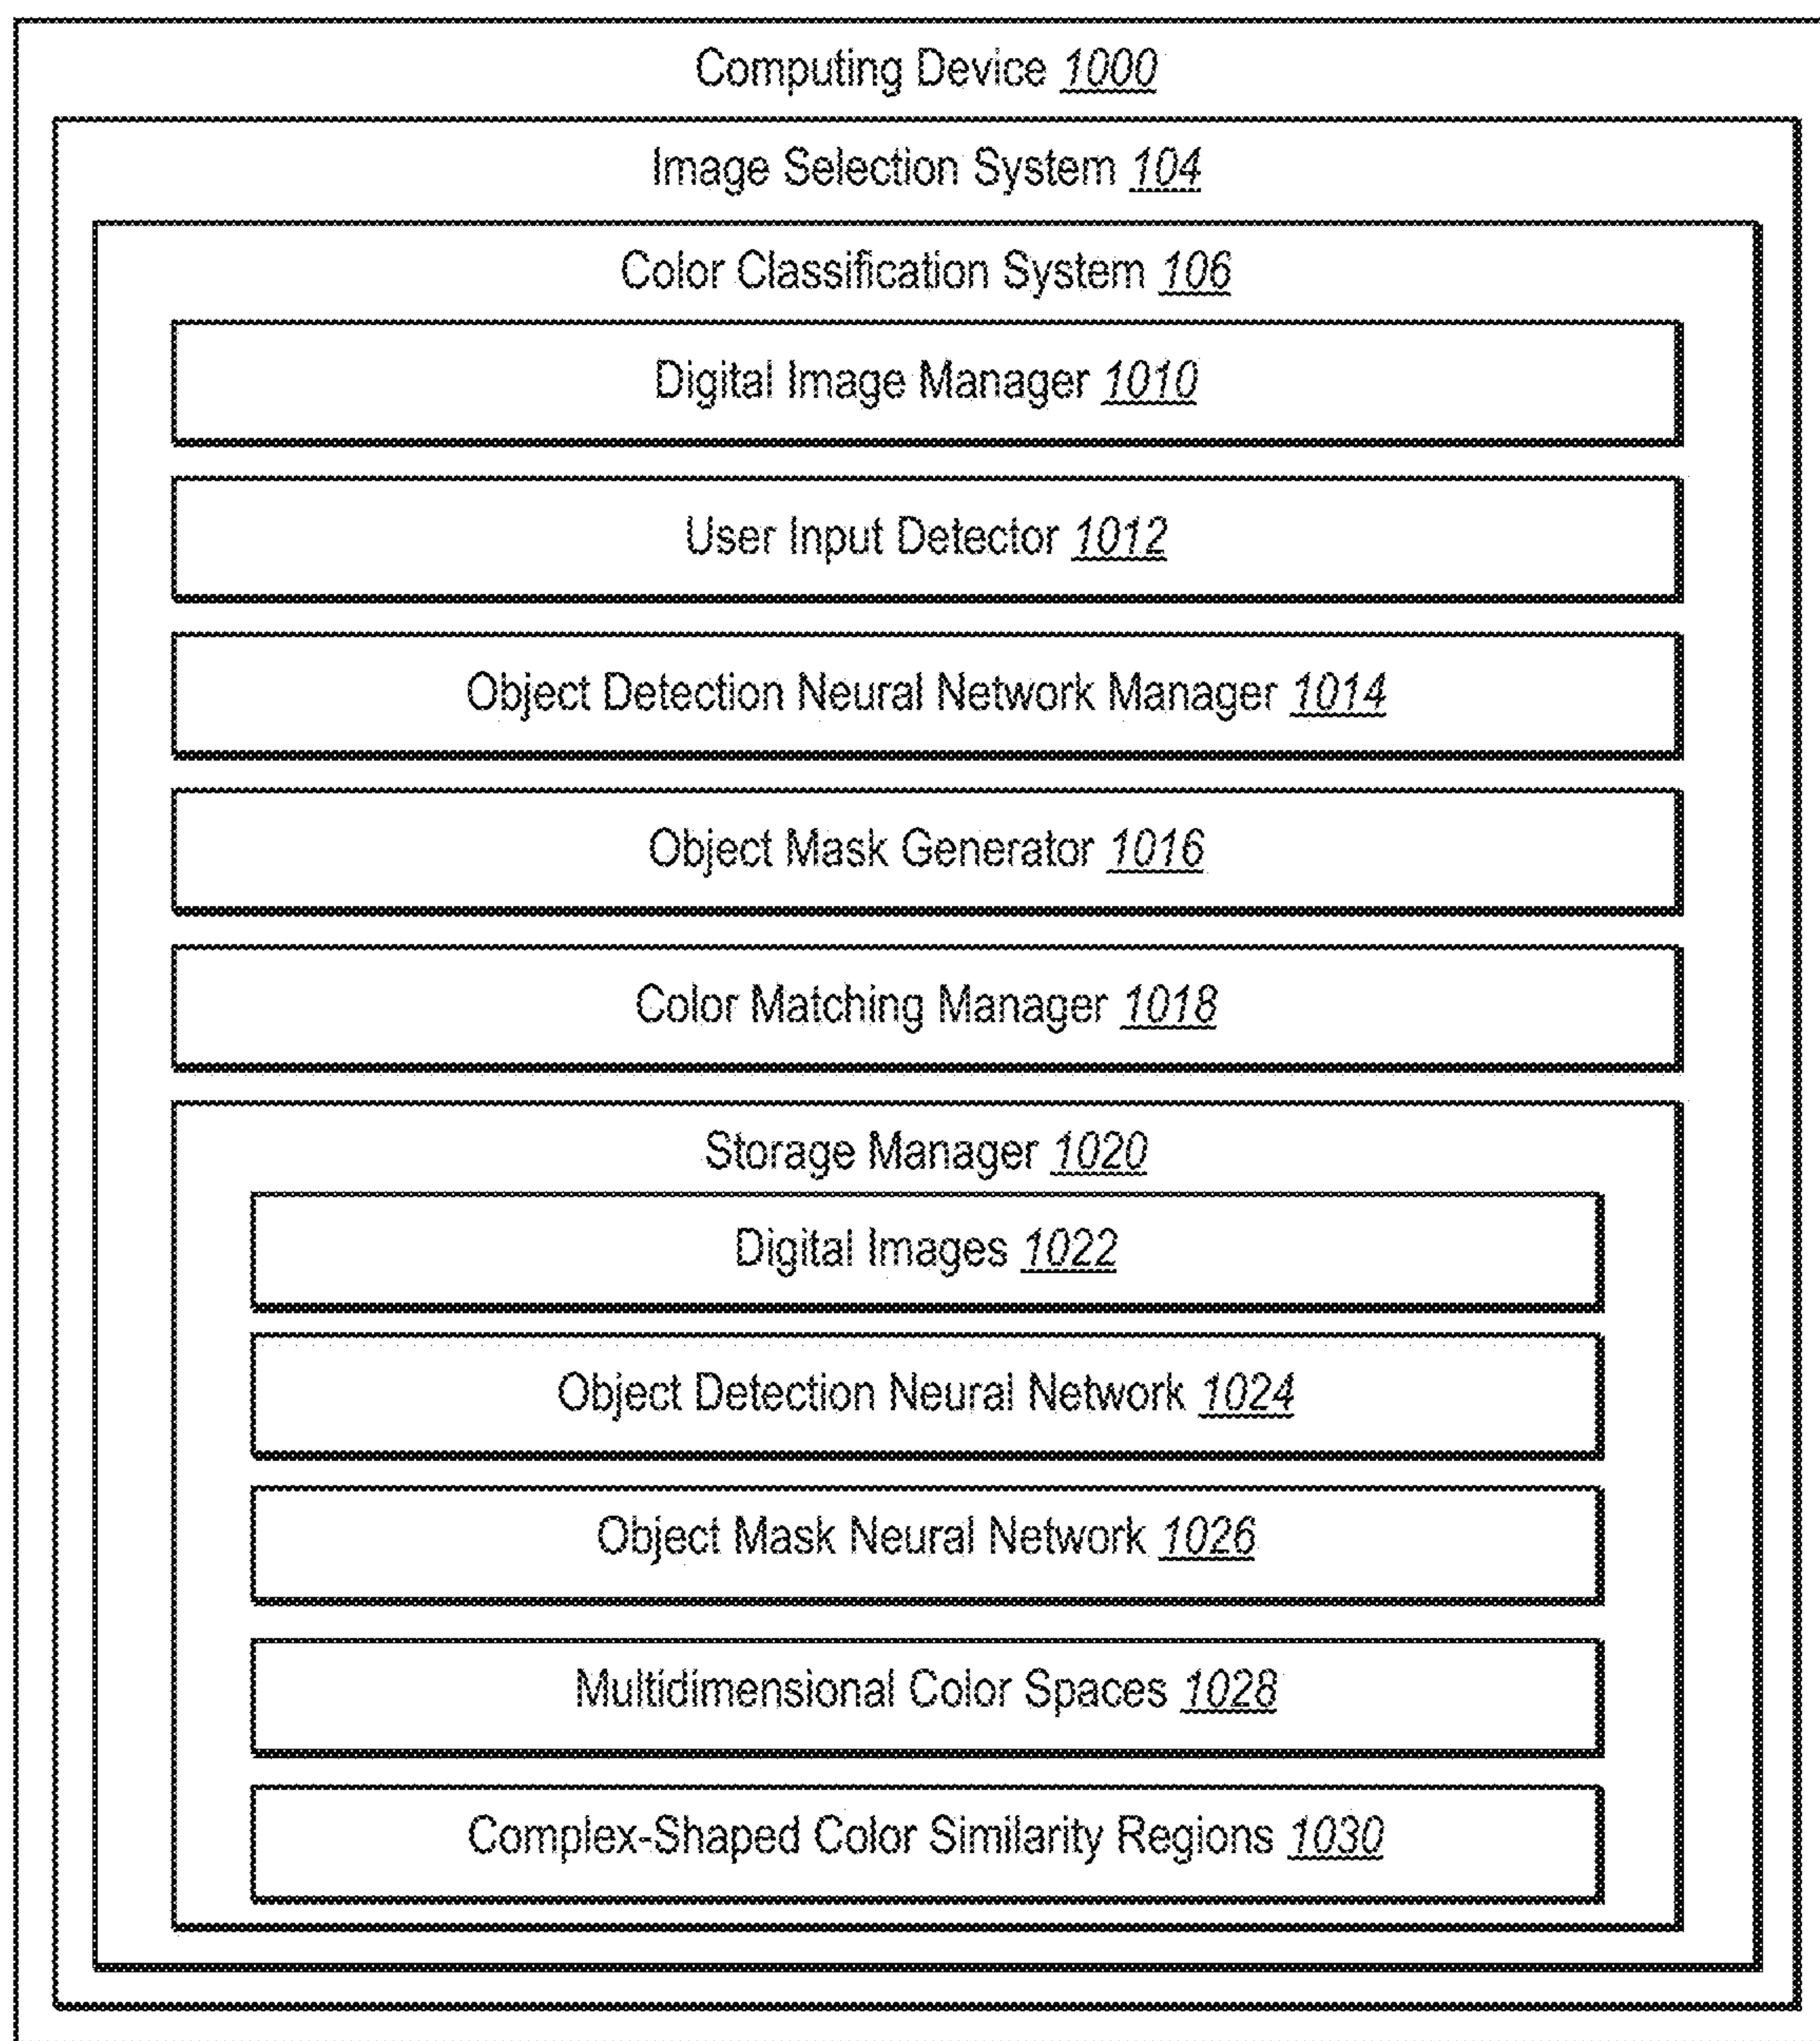 Computing Device 1000
Image Selection System 104
Color Classification System 106
Digital Image Manager 1010
User Input Detector 1012
Object Detection Neural Network Manager 1014
Object Mask Generator 1016
Color Matching Manager 1018
Storage Manager 1020
Digital Images 1022
Object Detection Neural Network 1024
Object Mask Neural Network 1026
Multidimensional Color Spaces 1028
Complex-Shaped Color Similarity Regions 1030